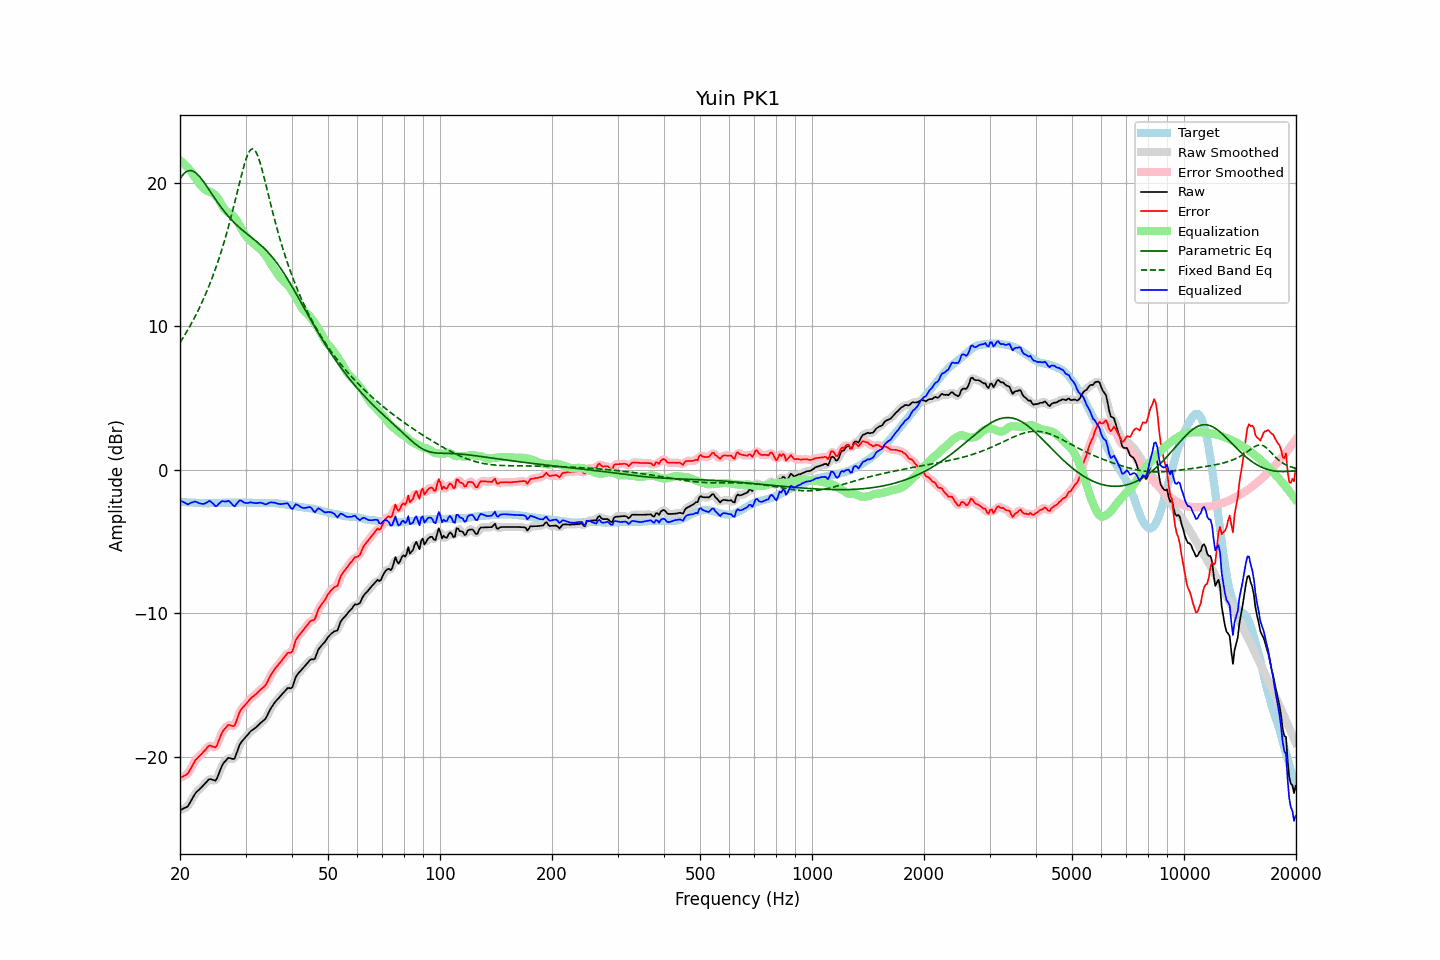 Yuin PK1
Target
Raw Smoothed
Error Smoothed
Raw
Error
Equalization
Parametric Eq
Fixed Band Eq
Equalized
Amplitude (dBr)
20
10
0
−10
−20
20
50
100
200
500
1000
2000
5000
10000
20000
Frequency (Hz)